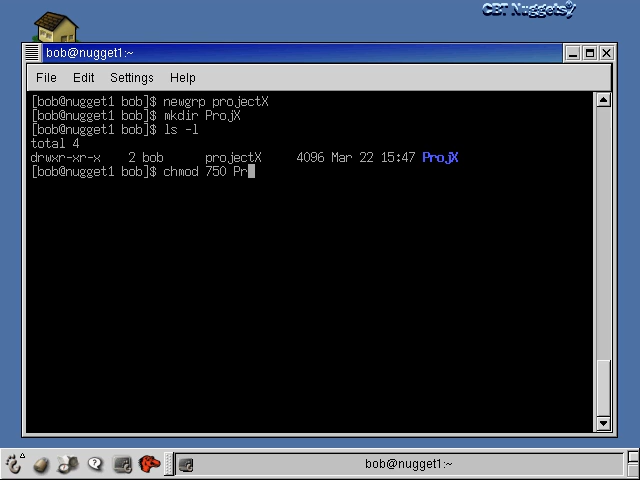 CBT Nuggets
bob@nugget1:~
File Edit Settings Help
[bob@nugget1 bob]$ newgrp projectX
[bob@nugget1 bob]$ mkdir ProjX
[bob@nugget1 bob]$ ls -l
total 4
drwxr-xr-x 2 bob projectX 4096 Mar 22 15:47 ProjX
[bob@nugget1 bob]$ chmod 750 Pr
bob@nugget1:~